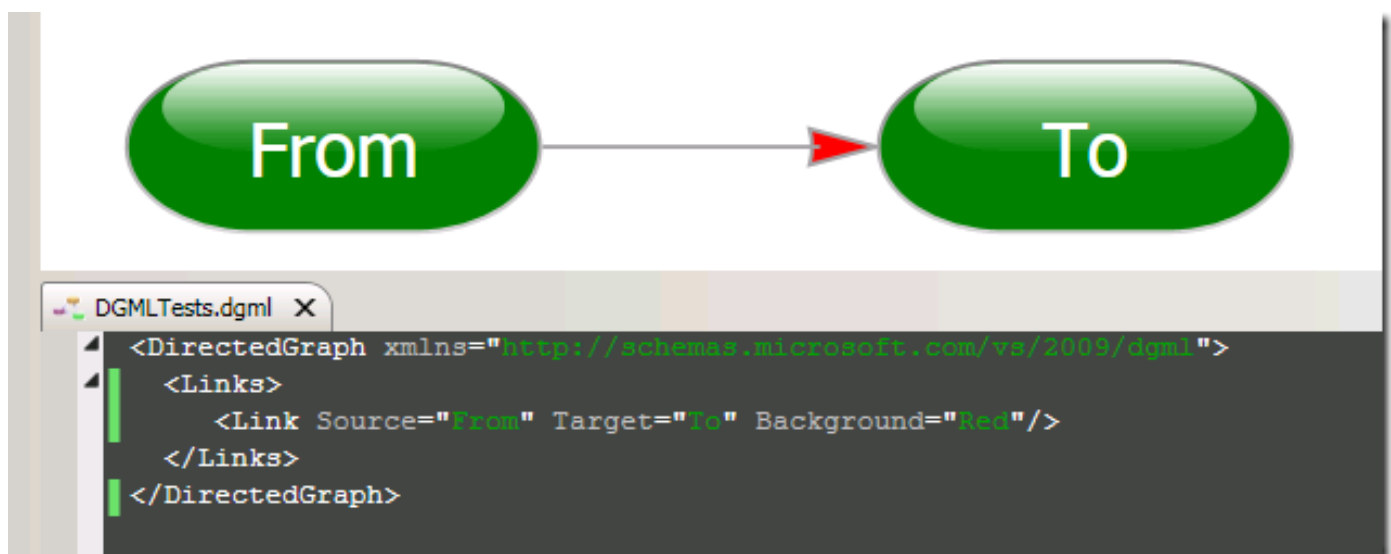 From
To
DGMLTests.dgml X
<DirectedGraph xmlns="http://schemas.microsoft.com/vs/2009/dgml">
<Links>
<Link Source="From" Target="To" Background="Red"/>
</Links>
</DirectedGraph>